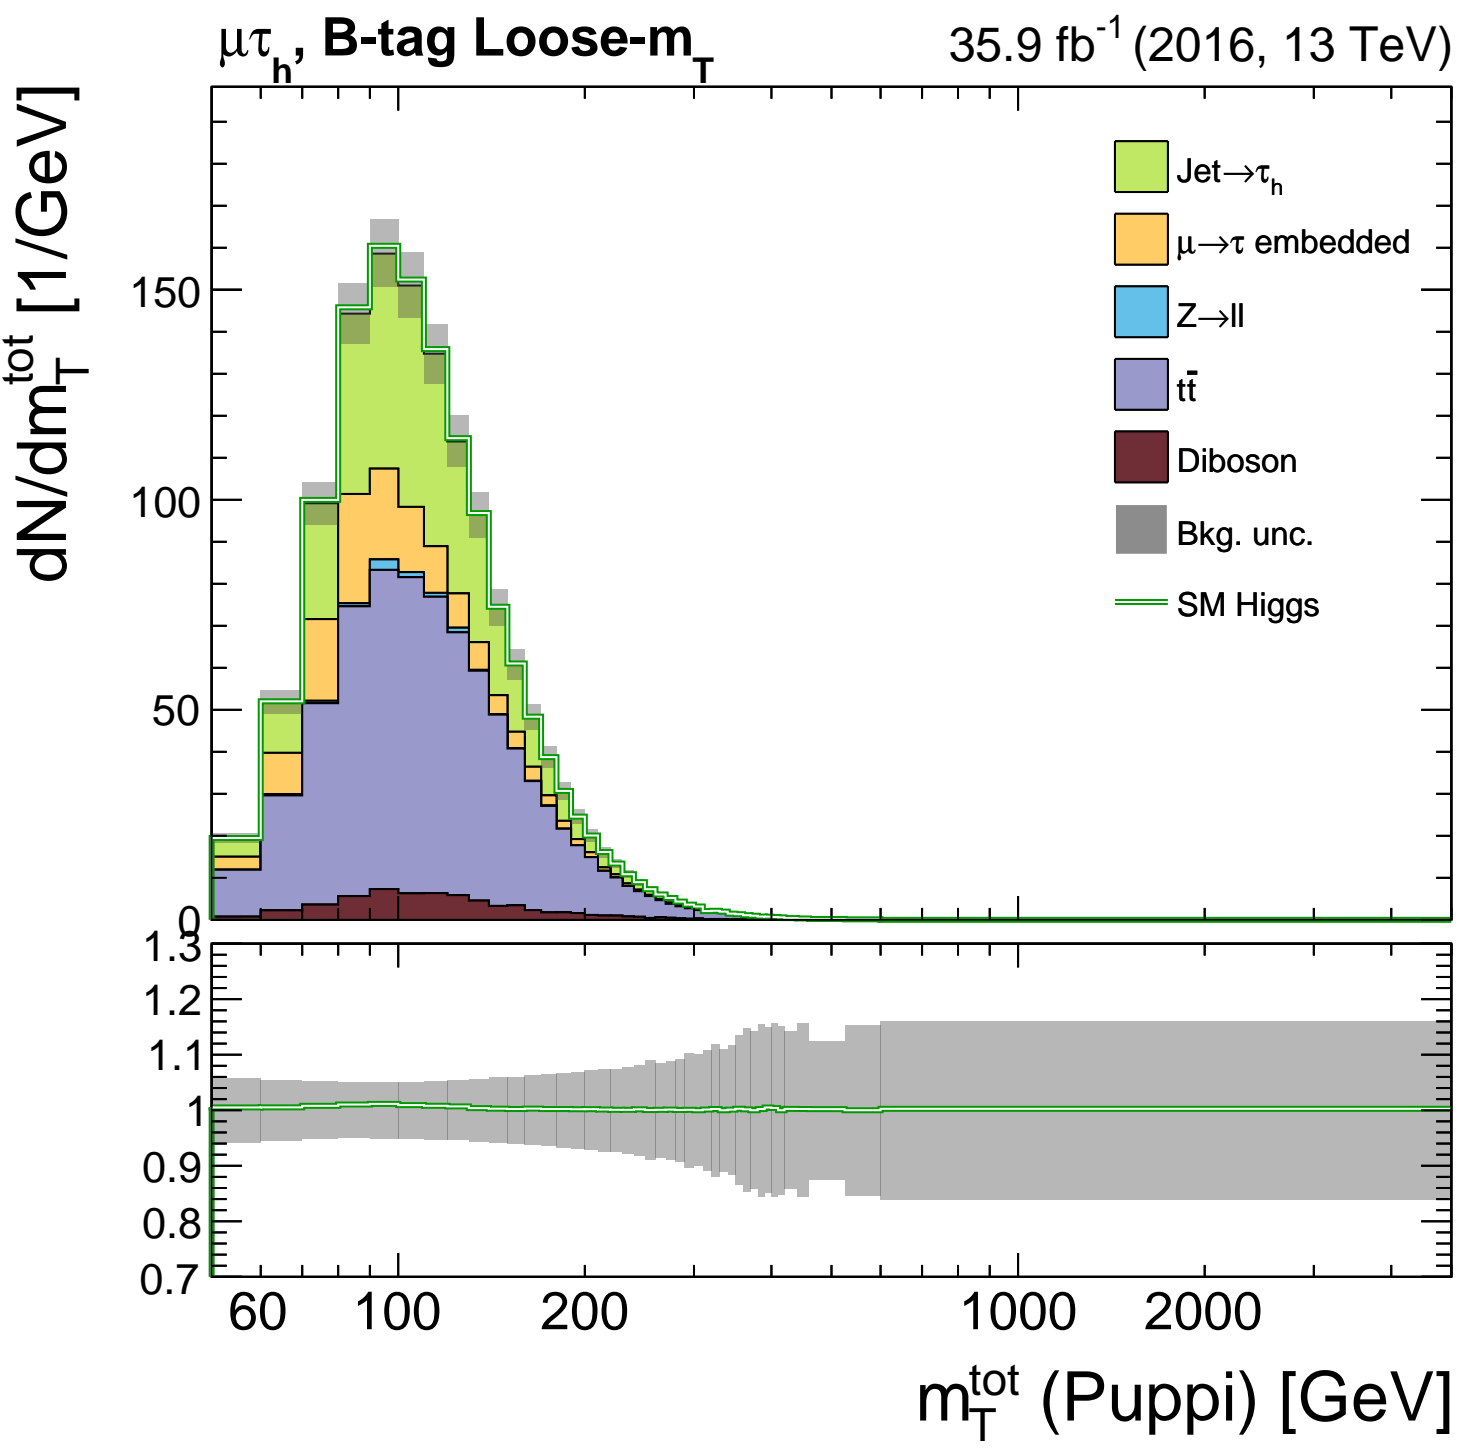 μτh, B-tag Loose-mT
35.9 fb-1 (2016, 13 TeV)
dN/dmTtot [1/GeV]
150
100
50
0
Jet→τh
μ→τ embedded
Z→ll
tt̄
Diboson
Bkg. unc.
SM Higgs
1.3
1.2
1.1
1
0.9
0.8
0.7
60 100 200 1000 2000
mTtot (Puppi) [GeV]